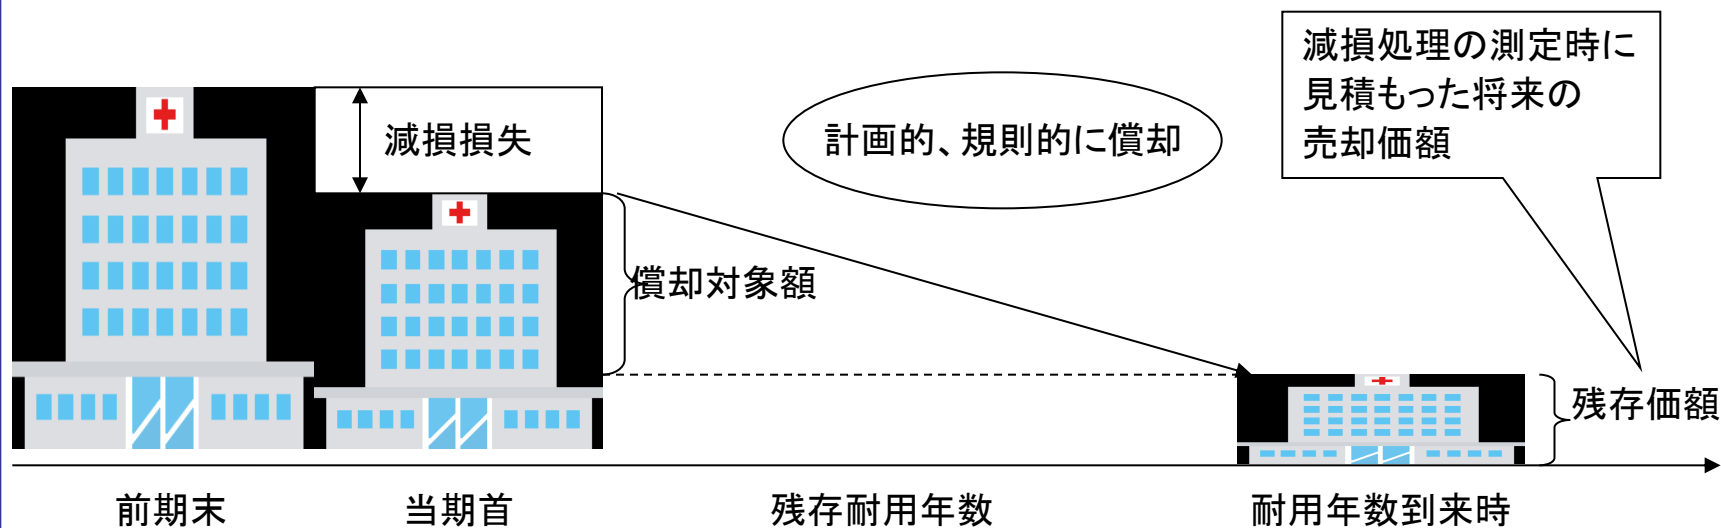 減損処理の測定時に
見積もった将来の
売却価額
減損損失
計画的、規則的に償却
償却対象額
残存価額
前期末
当期首
残存耐用年数
耐用年数到来時